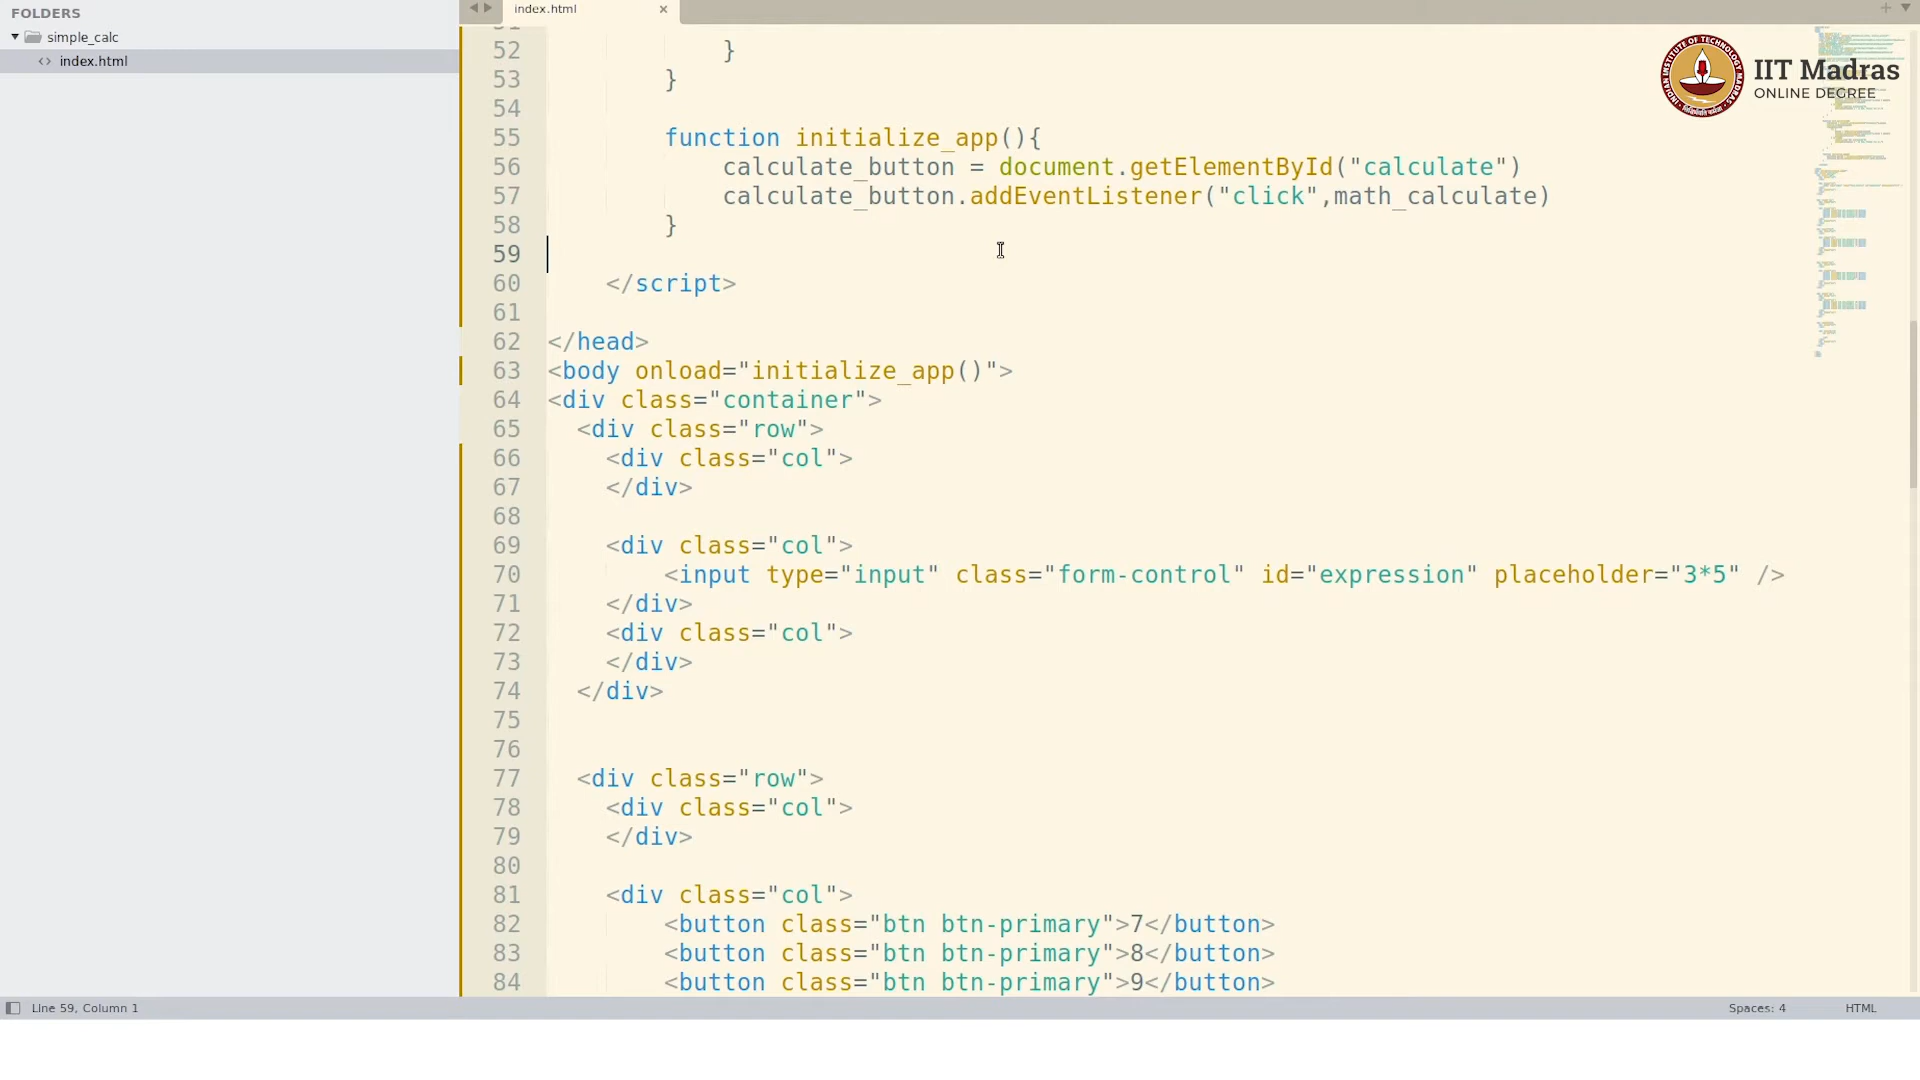 FOLDERS
simple_calc
index.html
index.html
52 }
53 }
54
55 function initialize_app(){
56 calculate_button = document.getElementById("calculate")
57 calculate_button.addEventListener("click",math_calculate)
58 }
59
60 </script>
61
62 </head>
63 <body onload="initialize_app()">
64 <div class="container">
65 <div class="row">
66 <div class="col">
67 </div>
68
69 <div class="col">
70 <input type="input" class="form-control" id="expression" placeholder="3*5" />
71 </div>
72 <div class="col">
73 </div>
74 </div>
75
76
77 <div class="row">
78 <div class="col">
79 </div>
80
81 <div class="col">
82 <button class="btn btn-primary">7</button>
83 <button class="btn btn-primary">8</button>
84 <button class="btn btn-primary">9</button>
IIT Madras
ONLINE DEGREE
Line 59, Column 1
Spaces: 4
HTML